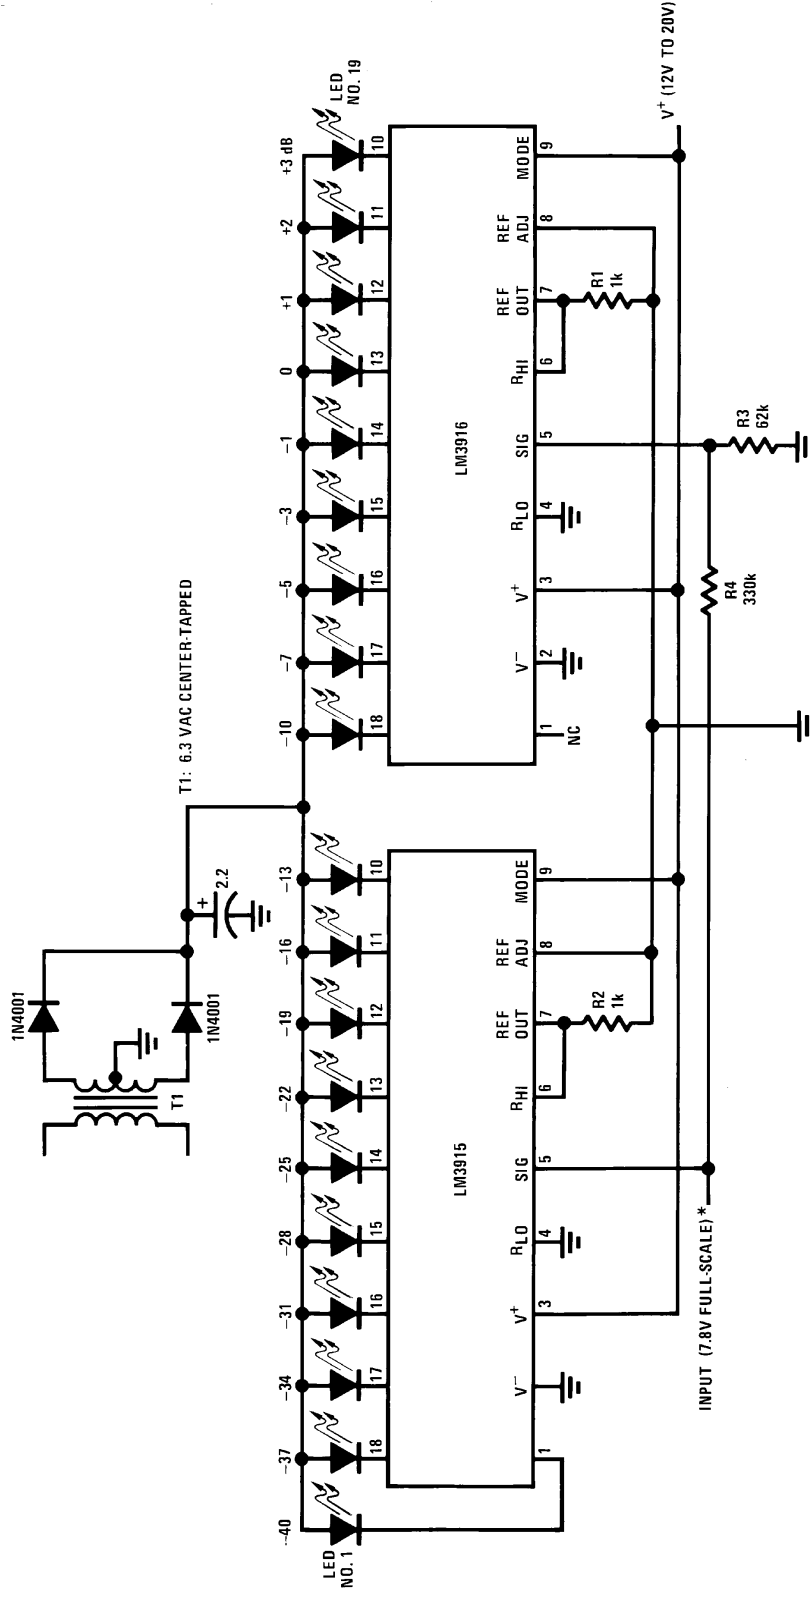 1N4001
1N4001
T1
+
2.2
T1: 6.3 VAC CENTER-TAPPED
−40
−37
−34
−31
−28
−25
−22
−19
−16
−13
−10
−7
−5
−3
−1
0
+1
+2
+3 dB
LED NO. 1
LED NO. 19
18
17
16
15
14
13
12
11
10
18
17
16
15
14
13
12
11
10
LM3915
LM3916
V−
V+
RLO
SIG
RHI
REF OUT
REF ADJ
MODE
V−
V+
RLO
SIG
RHI
REF OUT
REF ADJ
MODE
1
3
4
5
6
7
8
9
1
2
3
4
5
6
7
8
9
NC
R2
1k
R1
1k
V+ (12V TO 20V)
INPUT (7.8V FULL-SCALE)*
R4
330k
R3
62k